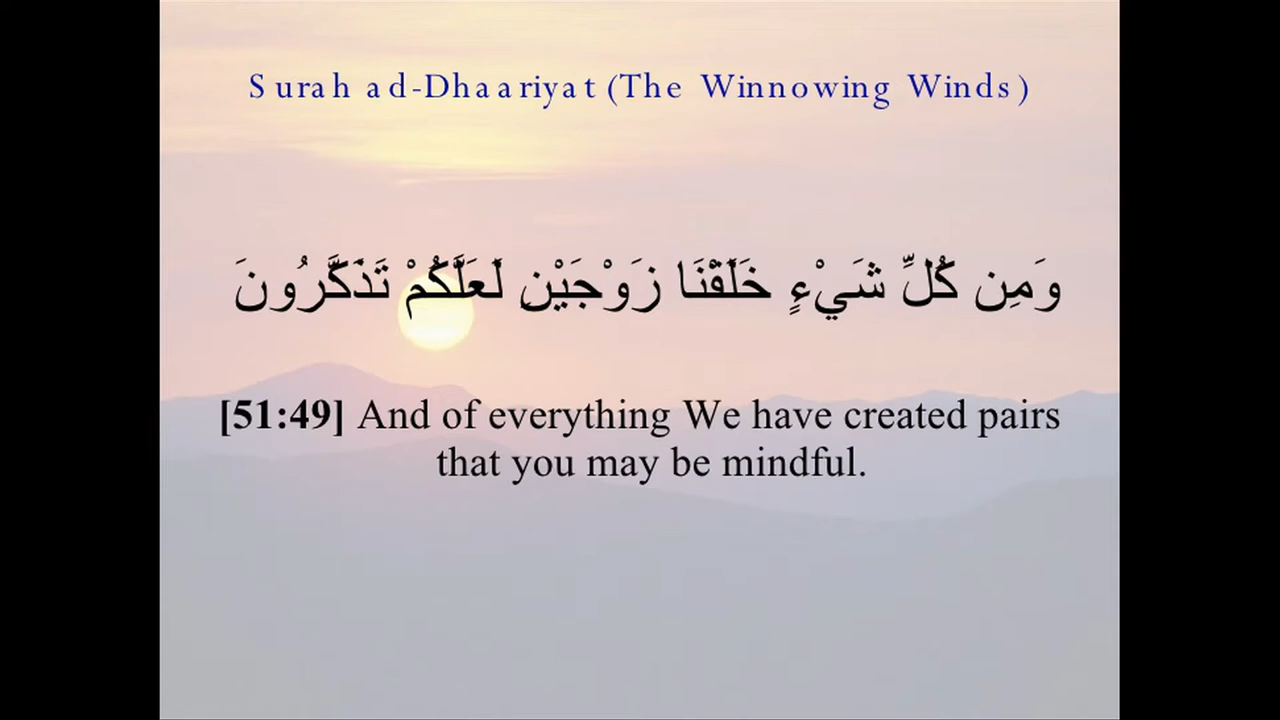 Surah ad-Dhaariyat (The Winnowing Winds)
وَمِن كُلِّ شَيْءٍ خَلَقْنَا زَوْجَيْنِ لَعَلَّكُمْ تَذَكَّرُونَ
[51:49] And of everything We have created pairs
that you may be mindful.